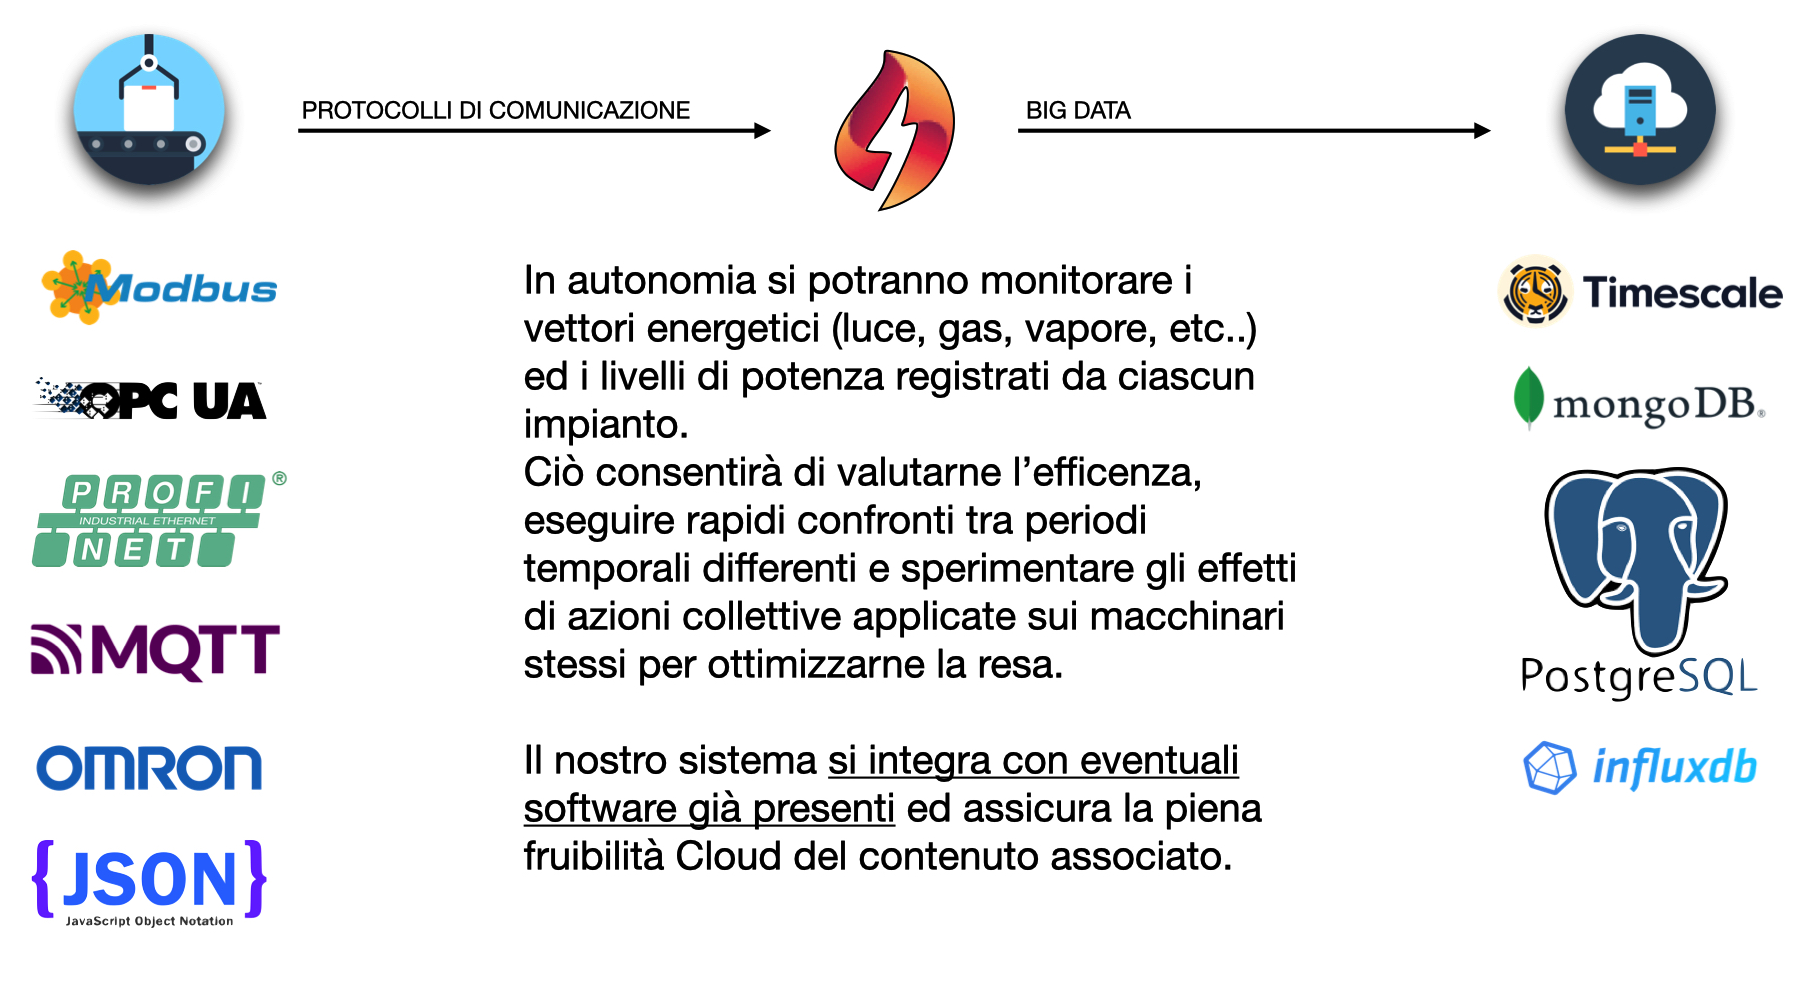 PROTOCOLLI DI COMUNICAZIONE
BIG DATA
Modbus
OPC UA
PROFI®
INDUSTRIAL ETHERNET
NET
MQTT
OMRON
{JSON}
JavaScript Object Notation
In autonomia si potranno monitorare i
vettori energetici (luce, gas, vapore, etc..)
ed i livelli di potenza registrati da ciascun
impianto.
Ciò consentirà di valutarne l’efficenza,
eseguire rapidi confronti tra periodi
temporali differenti e sperimentare gli effetti
di azioni collettive applicate sui macchinari
stessi per ottimizzarne la resa.
Il nostro sistema si integra con eventuali
software già presenti ed assicura la piena
fruibilità Cloud del contenuto associato.
Timescale
mongoDB®
PostgreSQL
influxdb